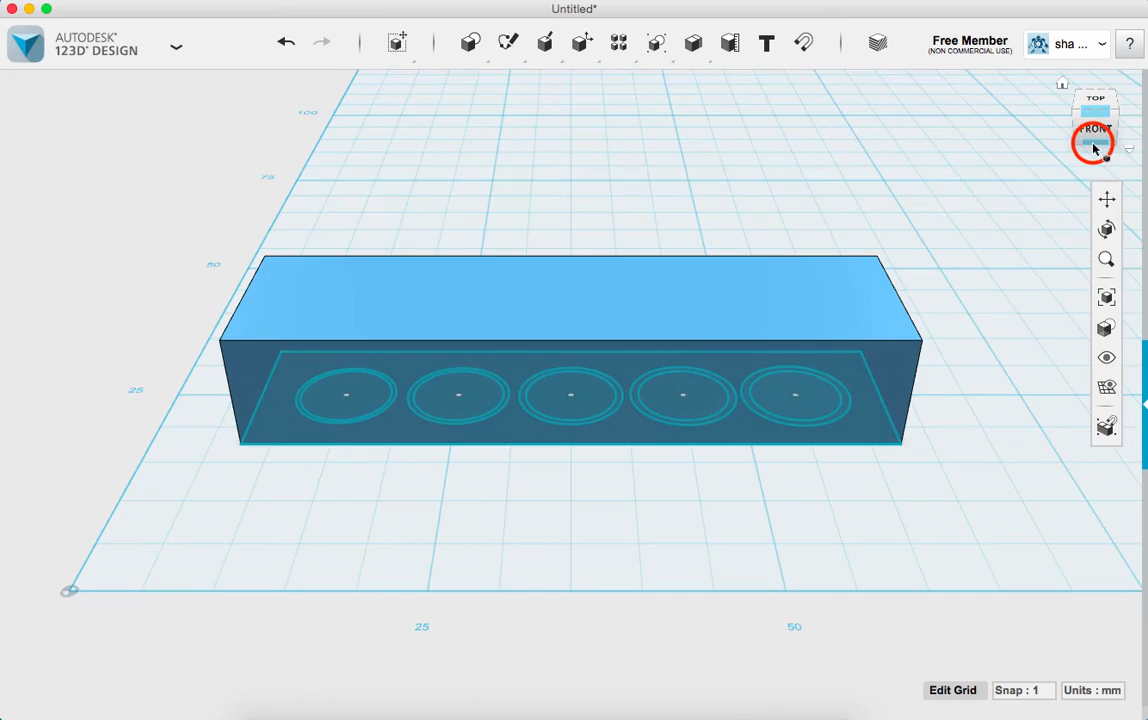 Untitled*
AUTODESK®
123D® DESIGN
T
Free Member
(NON COMMERCIAL USE)
sha ...
?
TOP
FRONT
100
75
50
25
25
50
Edit Grid
Snap : 1
Units : mm